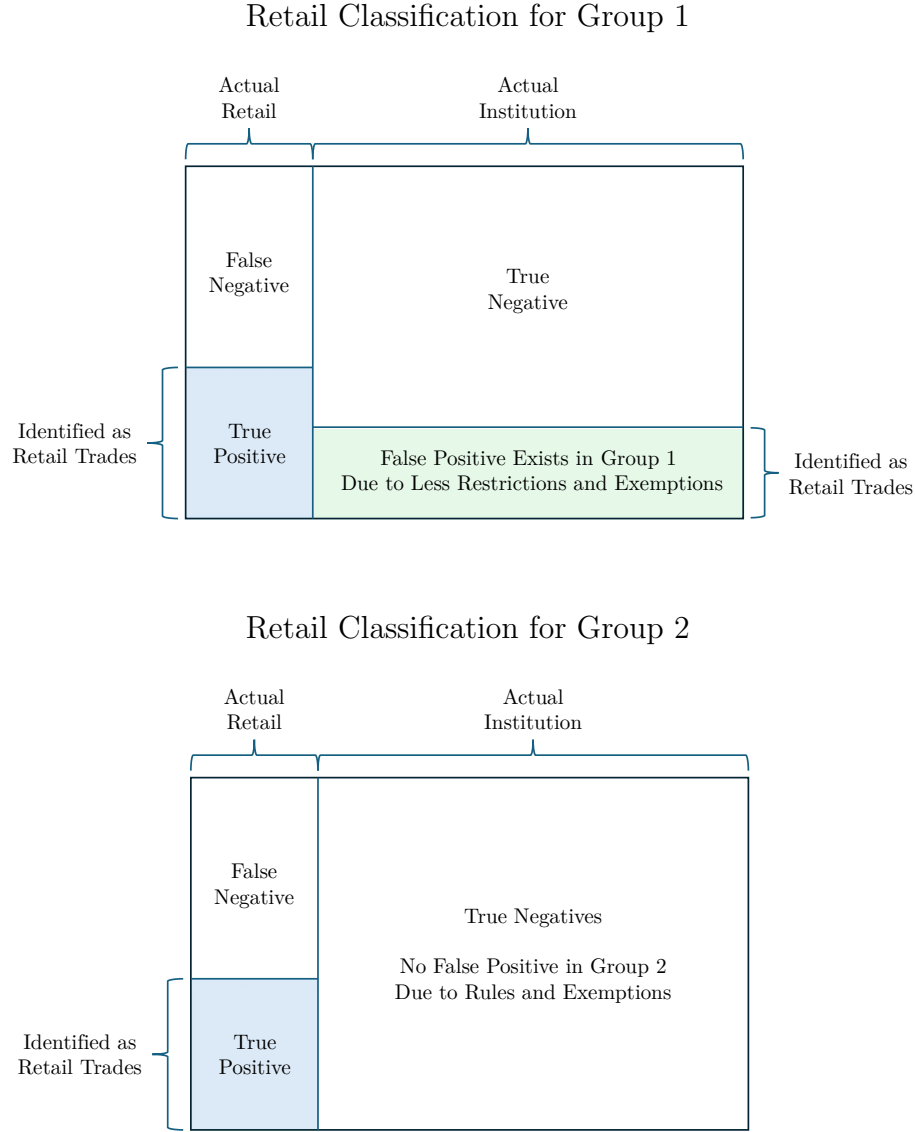 Retail Classification for Group 1
Actual
Retail
Actual
Institution
False
Negative
True
Negative
Identified as
Retail Trades
True
Positive
False Positive Exists in Group 1
Due to Less Restrictions and Exemptions
Identified as
Retail Trades
Retail Classification for Group 2
Actual
Retail
Actual
Institution
False
Negative
True Negatives
No False Positive in Group 2
Due to Rules and Exemptions
Identified as
Retail Trades
True
Positive